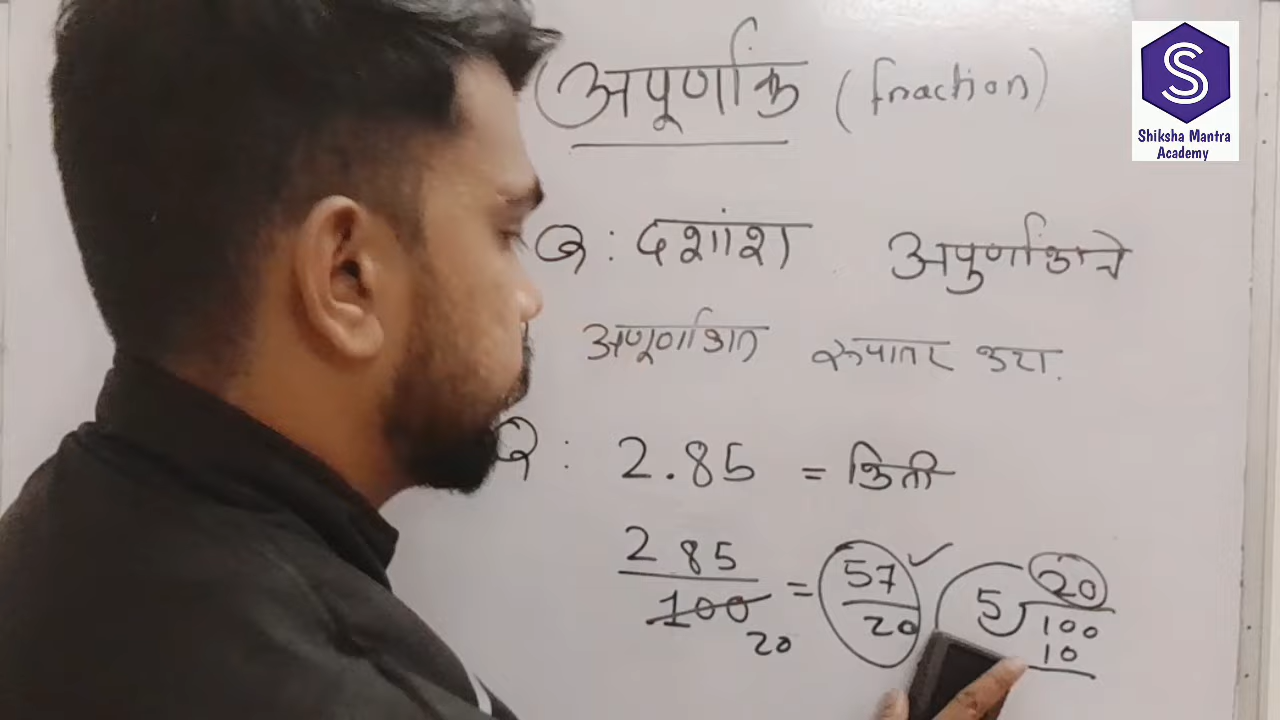 अपूर्णांक (fraction)
Shiksha Mantra
Academy
Q : दशांश अपुर्णांकाचे
अपूर्णांकात रूपातर करा.
Q : 2.85 = किती
285
100
20
= 57
20 ✓
5
20
100
10